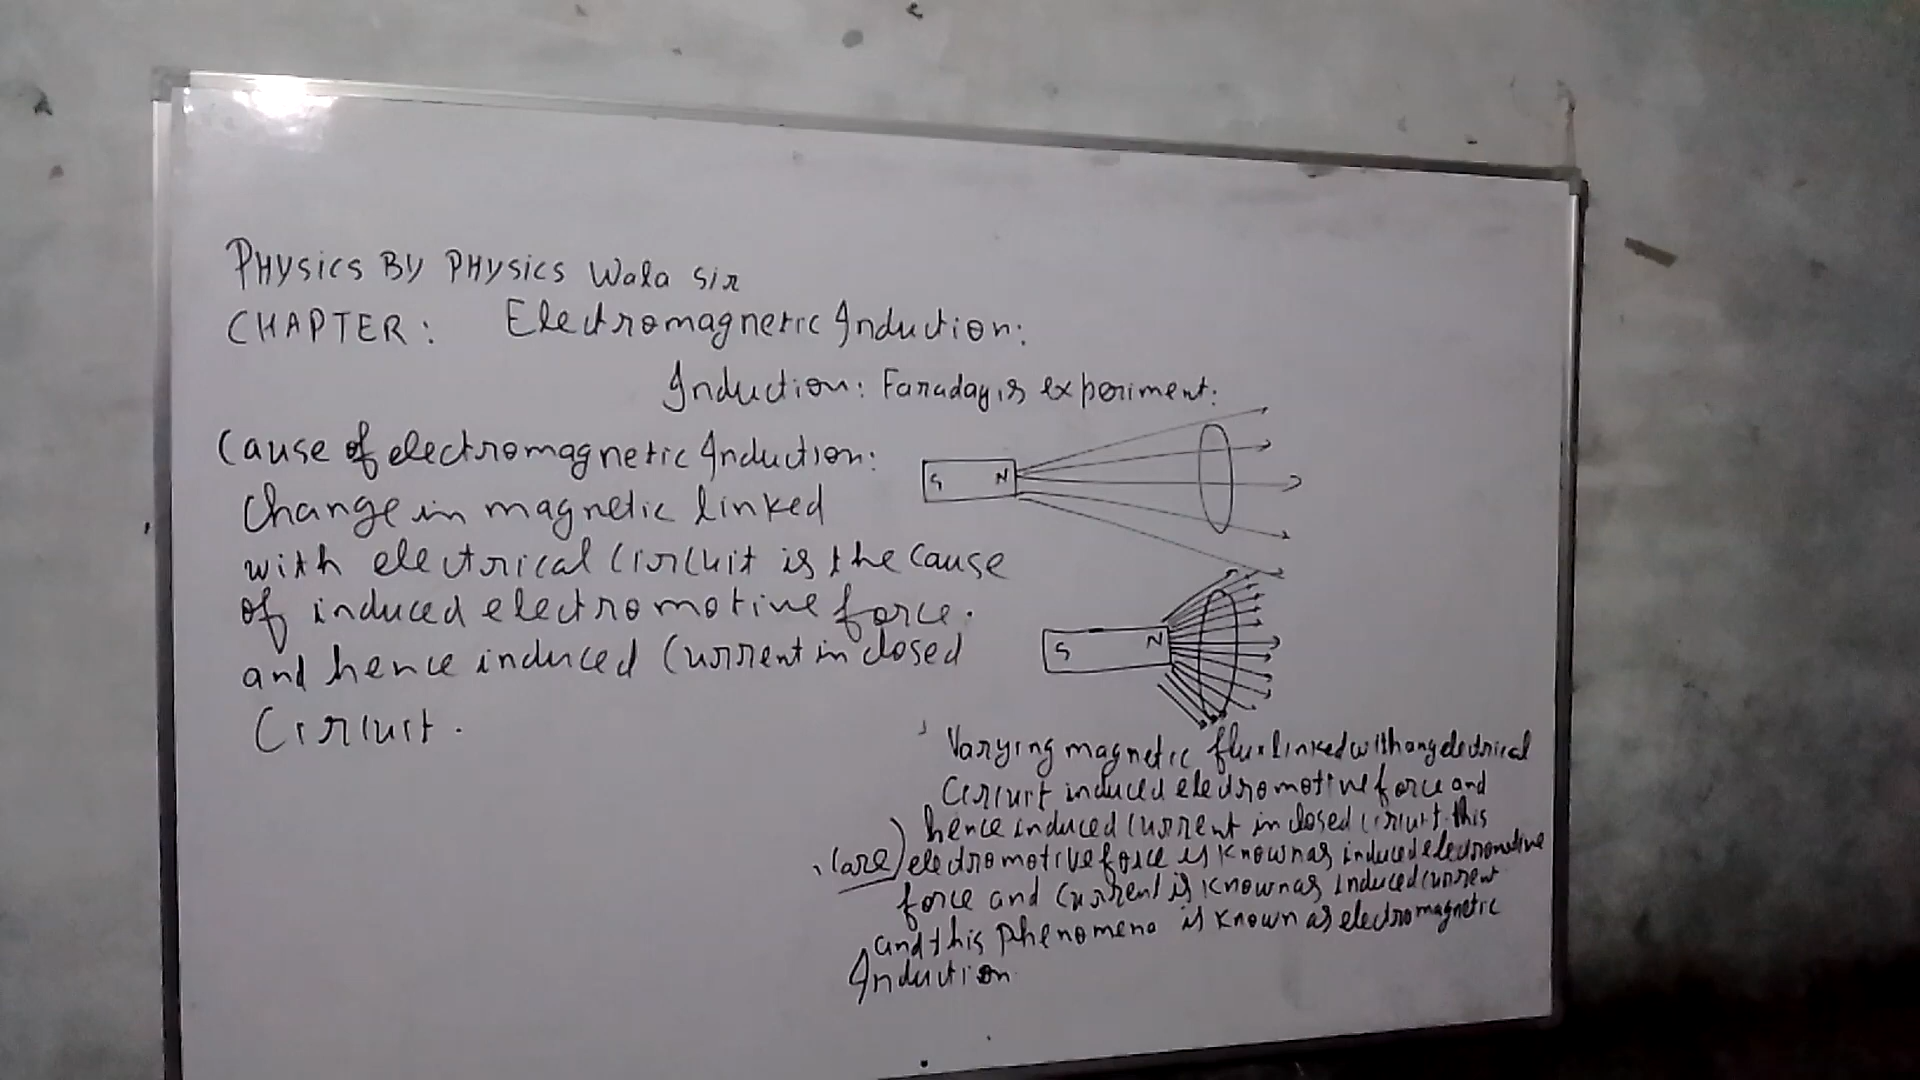 PHYSICS BY PHYSICS Wala Sir
CHAPTER: Electromagnetic Induction:
Induction: Faraday is experiment:
Cause of electromagnetic Induction:
Change in magnetic linked
with electrical Circuit is the cause
of induced electromotive force.
and hence induced Current in closed
Circuit.
S N
S N
Varying magnetic flux linked with any electrical
Circuit induced electromotive force and
hence induced current in closed circuit. this
(are) electromotive force is known as induced electromotive
force and Current is known as induced current
and this phenomena is known as electromagnetic
Induction